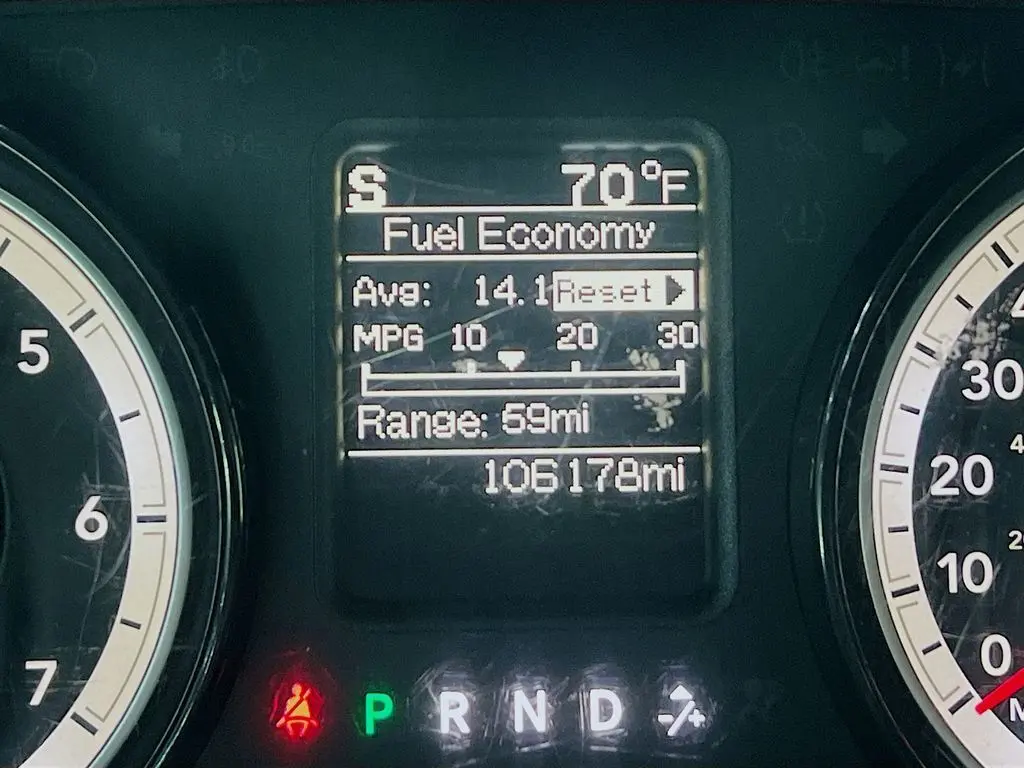 S 70°F
Fuel Economy
Avg: 14.1 Reset
MPG 10 20 30
Range: 59mi
106178mi
5
6
7
30
20
10
0
P R N D -/+